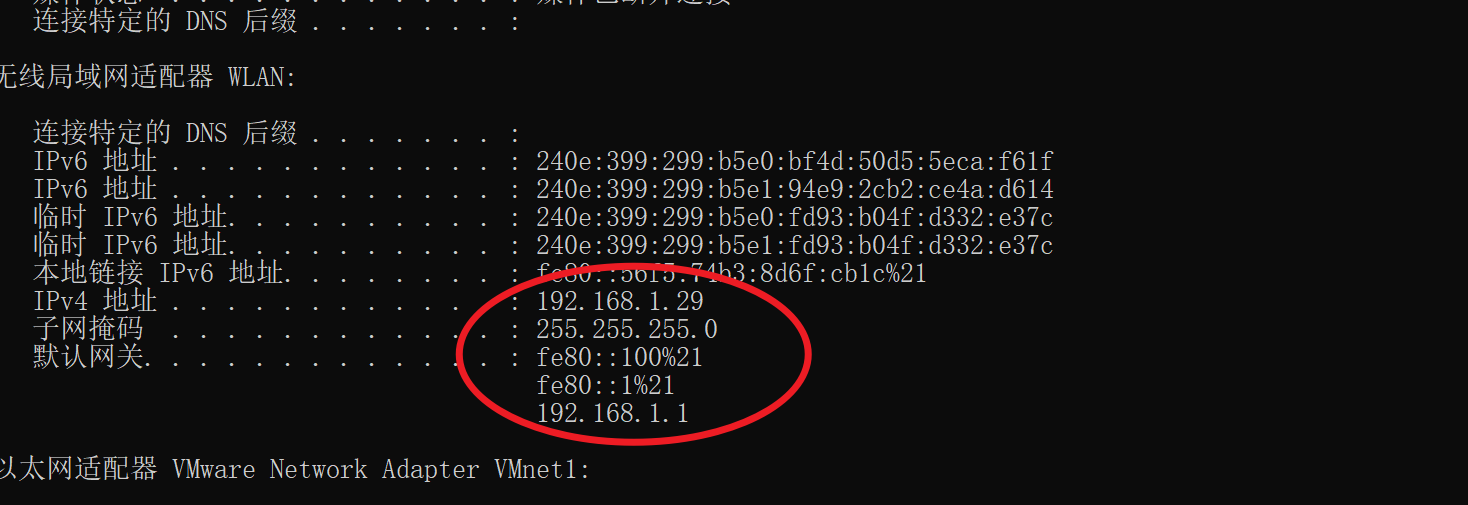 连接特定的 DNS 后缀 . . . . . . . :
无线局域网适配器 WLAN:
连接特定的 DNS 后缀 . . . . . . . :
IPv6 地址 . . . . . . . . . . . . : 240e:399:299:b5e0:bf4d:50d5:5eca:f61f
IPv6 地址 . . . . . . . . . . . . : 240e:399:299:b5e1:94e9:2cb2:ce4a:d614
临时 IPv6 地址. . . . . . . . . . : 240e:399:299:b5e0:fd93:b04f:d332:e37c
临时 IPv6 地址. . . . . . . . . . : 240e:399:299:b5e1:fd93:b04f:d332:e37c
本地链接 IPv6 地址. . . . . . . . : fe80::56f5:74b3:8d6f:cb1c%21
IPv4 地址 . . . . . . . . . . . . : 192.168.1.29
子网掩码  . . . . . . . . . . . . : 255.255.255.0
默认网关. . . . . . . . . . . . . : fe80::100%21
fe80::1%21
192.168.1.1
以太网适配器 VMware Network Adapter VMnet1: